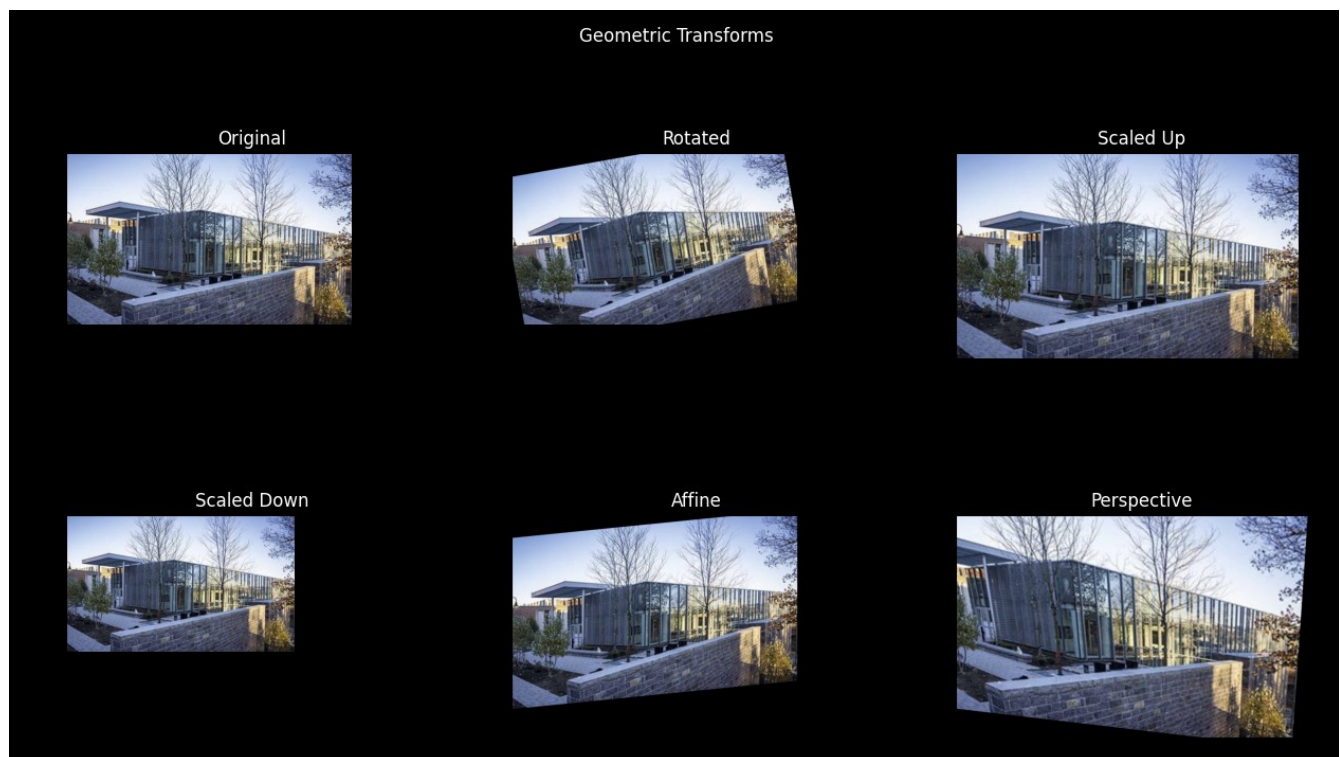 Geometric Transforms
Original
Rotated
Scaled Up
Scaled Down
Affine
Perspective